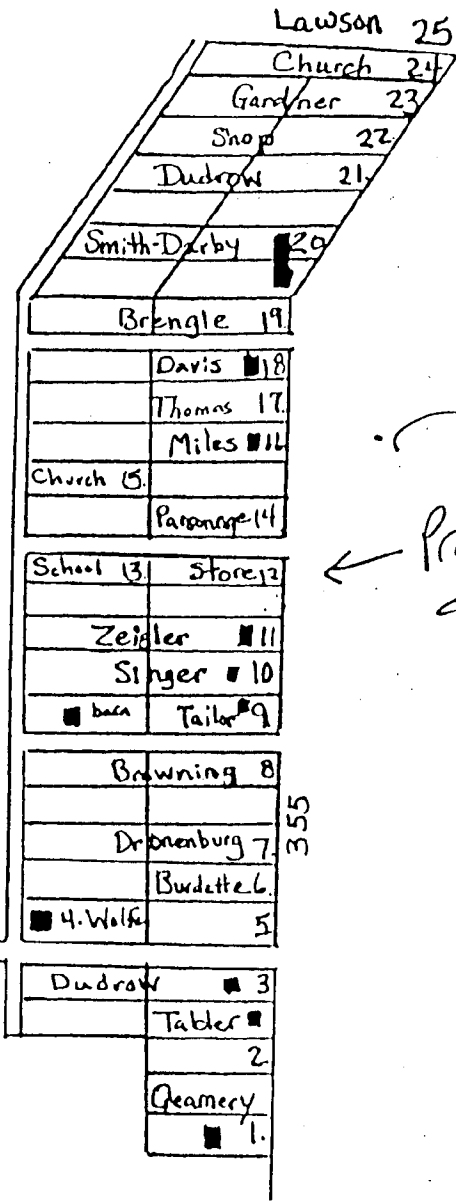 Lawson 25
Church 24
Gardner 23
Shop 22.
Dudrow 21.
Smith-Darby 20
Brengle 19
Davis 18
Thomas 17.
Miles 16
Church 15.
Parsonage 14
School 13. Store 12
Zeigler 11
Singer 10
barn Tailor 9
Browning 8
355
Dronenburg 7.
Burdette 6.
4. Wolfe 5
Dudrow 3
Tabler
2
Creamery
1.